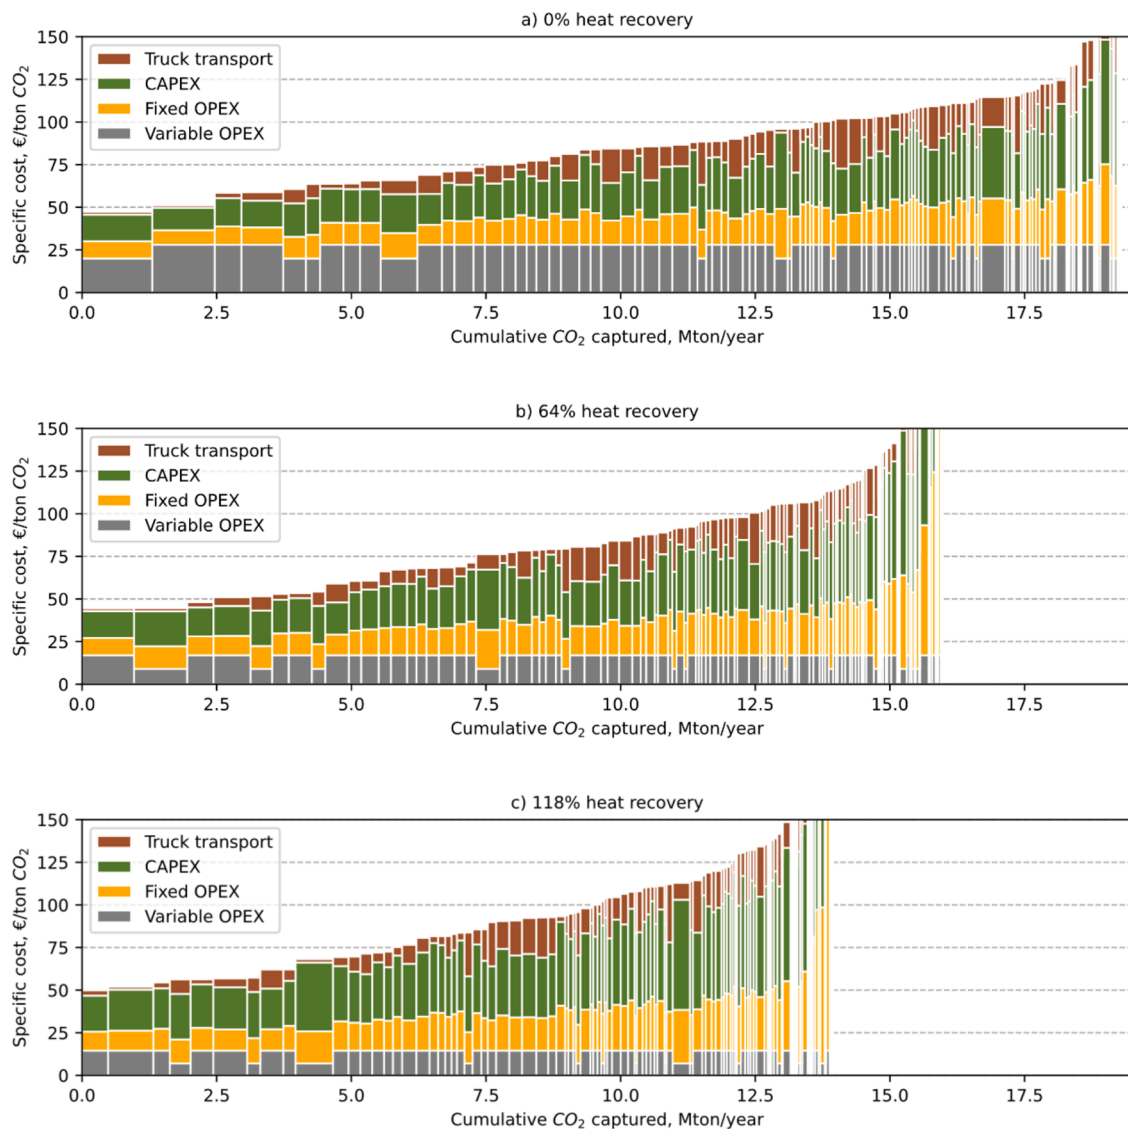 a) 0% heat recovery
150
125
100
75
50
25
0
Specific cost, €/ton CO2
Truck transport
CAPEX
Fixed OPEX
Variable OPEX
0.0 2.5 5.0 7.5 10.0 12.5 15.0 17.5
Cumulative CO2 captured, Mton/year
b) 64% heat recovery
150
125
100
75
50
25
0
Specific cost, €/ton CO2
Truck transport
CAPEX
Fixed OPEX
Variable OPEX
0.0 2.5 5.0 7.5 10.0 12.5 15.0 17.5
Cumulative CO2 captured, Mton/year
c) 118% heat recovery
150
125
100
75
50
25
0
Specific cost, €/ton CO2
Truck transport
CAPEX
Fixed OPEX
Variable OPEX
0.0 2.5 5.0 7.5 10.0 12.5 15.0 17.5
Cumulative CO2 captured, Mton/year